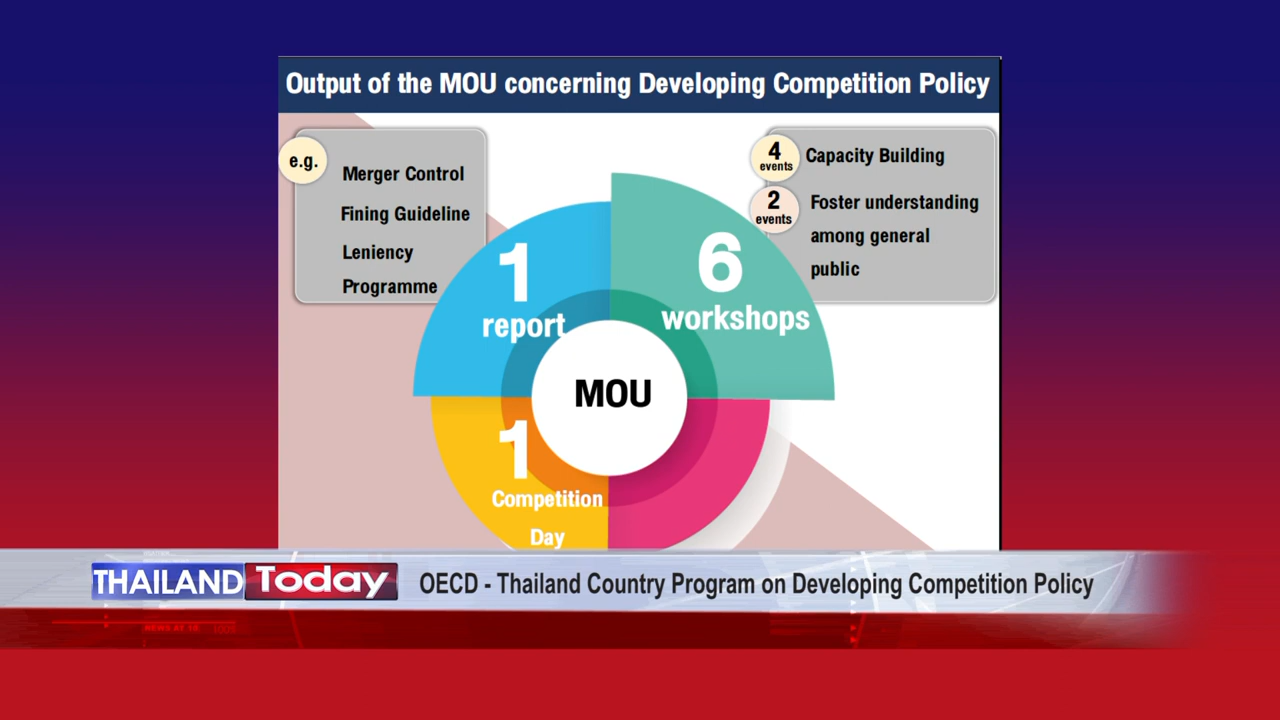 Output of the MOU concerning Developing Competition Policy
e.g.
Merger Control
Fining Guideline
Leniency
Programme
4
events
Capacity Building
2
events
Foster understanding
among general
public
1
report
6
workshops
MOU
1
Competition
Day
THAILAND Today
OECD - Thailand Country Program on Developing Competition Policy